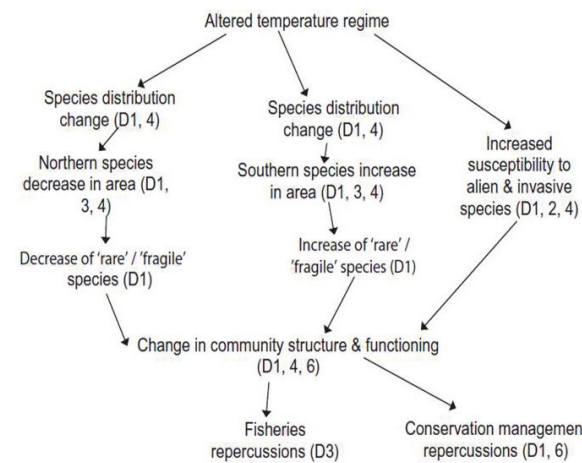 Altered temperature regime
Species distribution
change (D1, 4)
Northern species
decrease in area (D1,
3, 4)
Decrease of 'rare' / 'fragile'
species (D1)
Species distribution
change (D1, 4)
Southern species increase
in area (D1, 3, 4)
Increase of 'rare' /
'fragile' species (D1)
Increased
susceptibility to
alien & invasive
species (D1, 2, 4)
Change in community structure & functioning
(D1, 4, 6)
Fisheries
repercussions (D3)
Conservation management
repercussions (D1, 6)